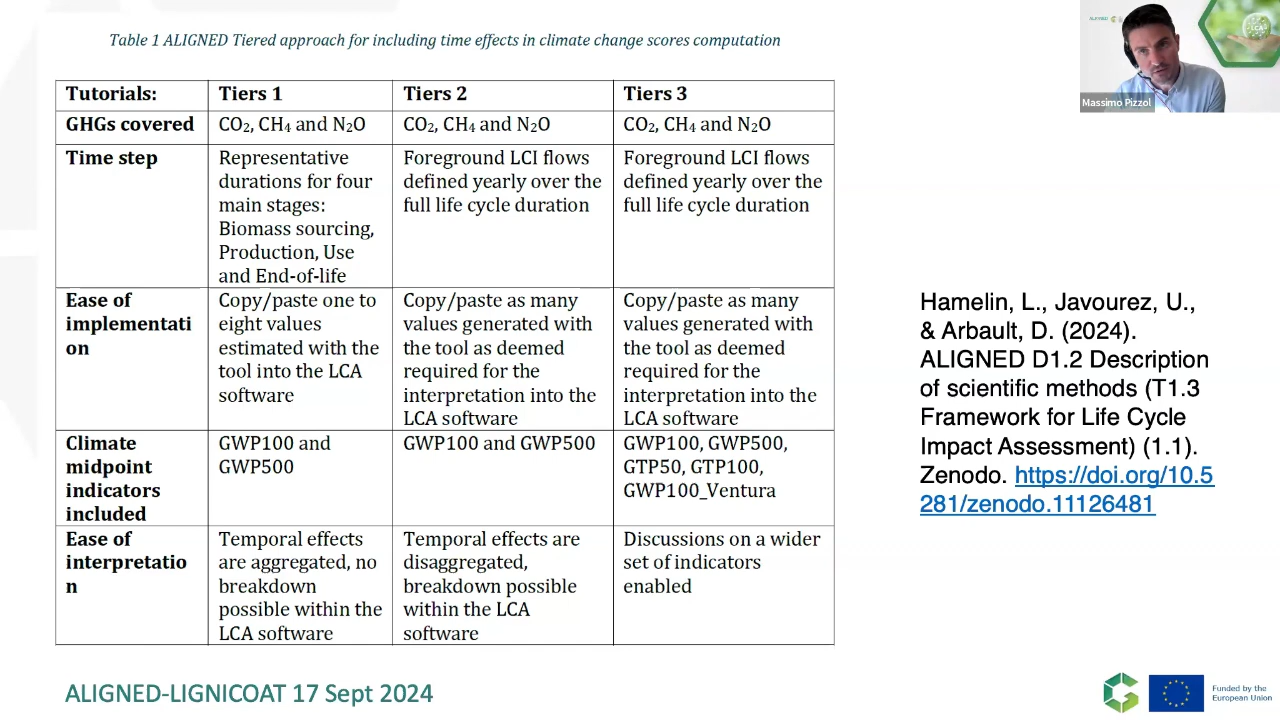 Table 1 ALIGNED Tiered approach for including time effects in climate change scores computation
Tutorials:
Tiers 1
Tiers 2
Tiers 3
GHGs covered
CO₂, CH₄ and N₂O
CO₂, CH₄ and N₂O
CO₂, CH₄ and N₂O
Time step
Representative
durations for four
main stages:
Biomass sourcing,
Production, Use
and End-of-life
Foreground LCI flows
defined yearly over the
full life cycle duration
Foreground LCI flows
defined yearly over the
full life cycle duration
Ease of
implementati
on
Copy/paste one to
eight values
estimated with the
tool into the LCA
software
Copy/paste as many
values generated with
the tool as deemed
required for the
interpretation into the
LCA software
Copy/paste as many
values generated with
the tool as deemed
required for the
interpretation into the
LCA software
Climate
midpoint
indicators
included
GWP100 and
GWP500
GWP100 and GWP500
GWP100, GWP500,
GTP50, GTP100,
GWP100_Ventura
Ease of
interpretatio
n
Temporal effects
are aggregated, no
breakdown
possible within the
LCA software
Temporal effects are
disaggregated,
breakdown possible
within the LCA
software
Discussions on a wider
set of indicators
enabled
Massimo Pizzol
LCA
Hamelin, L., Javourez, U.,
& Arbault, D. (2024).
ALIGNED D1.2 Description
of scientific methods (T1.3
Framework for Life Cycle
Impact Assessment) (1.1).
Zenodo. https://doi.org/10.5
281/zenodo.11126481
ALIGNED-LIGNICOAT 17 Sept 2024
Funded by the
European Union